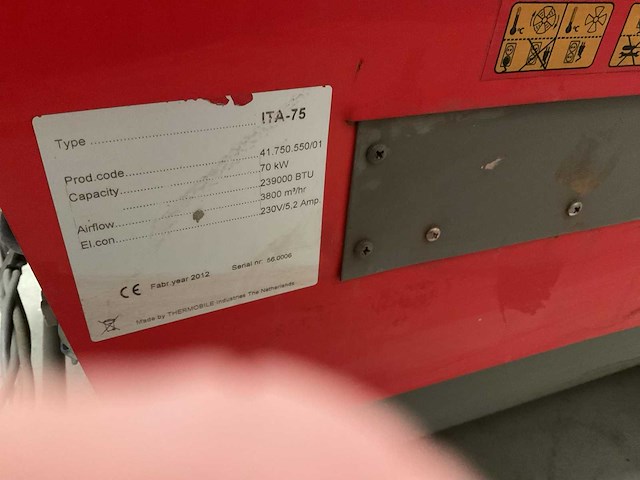 Type ITA-75
Prod.code 41.750.550/01
Capacity 70 kW
239000 BTU
Airflow 3800 m³/hr
El.con 230V/5,2 Amp.
CE Fabr.year 2012 Serial nr: 56.0006
Made by THERMOBILE Industries The Netherlands.